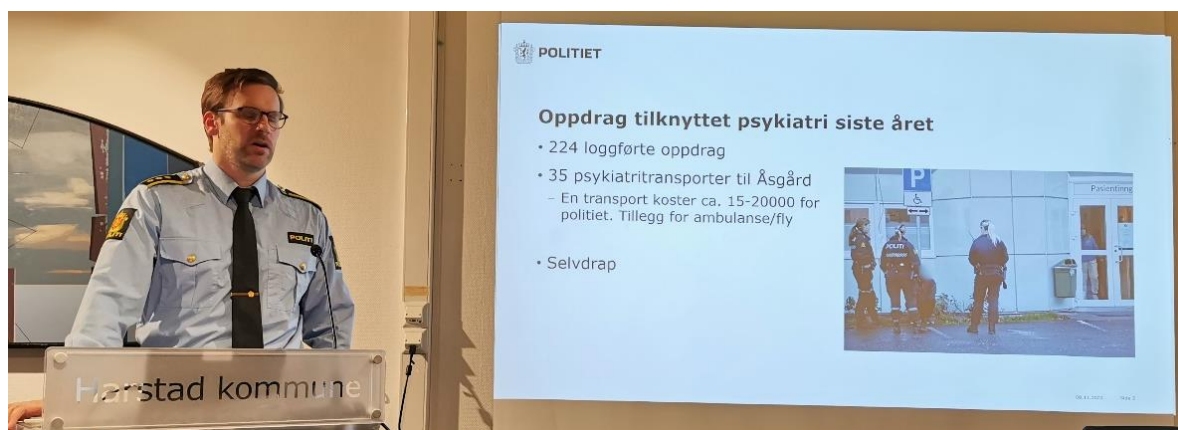 POLITI
POLITI
Harstad kommune
POLITIET
Oppdrag tilknyttet psykiatri siste året
• 224 loggførte oppdrag
• 35 psykiatritransporter til Åsgård
– En transport koster ca. 15-20000 for
politiet. Tillegg for ambulanse/fly
• Selvdrap
P
POLITI